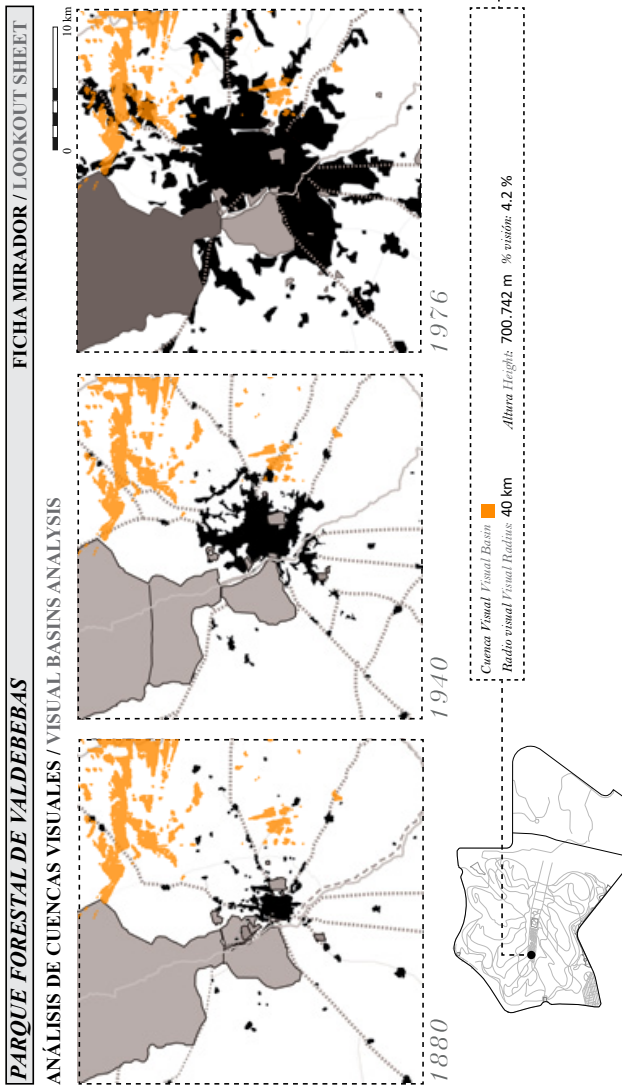 PARQUE FORESTAL DE VALDEBEBAS
FICHA MIRADOR / LOOKOUT SHEET
ANÁLISIS DE CUENCAS VISUALES / VISUAL BASINS ANALYSIS
0 10 km
1880
1940
1976
Cuenca Visual Visual Basin
Radio visual Visual Radius: 40 km
Altura Height: 700.742 m % visión: 4.2 %